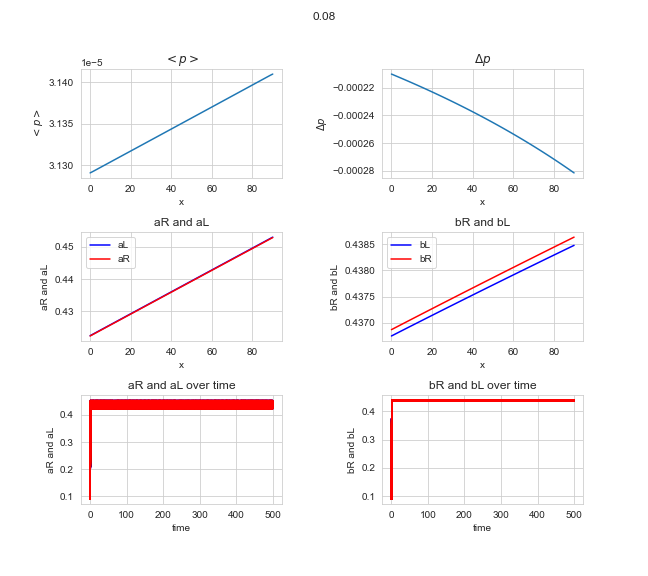 0.08
< p >
1e−5
3.140
3.135
3.130
< p >
0 20 40 60 80
x
Δp
−0.00022
−0.00024
−0.00026
−0.00028
Δp
0 20 40 60 80
x
aR and aL
aL
aR
0.45
0.44
0.43
aR and aL
0 20 40 60 80
x
bR and bL
bL
bR
0.4385
0.4380
0.4375
0.4370
bR and bL
0 20 40 60 80
x
aR and aL over time
0.4
0.3
0.2
0.1
aR and aL
0 100 200 300 400 500
time
bR and bL over time
0.4
0.3
0.2
0.1
bR and bL
0 100 200 300 400 500
time